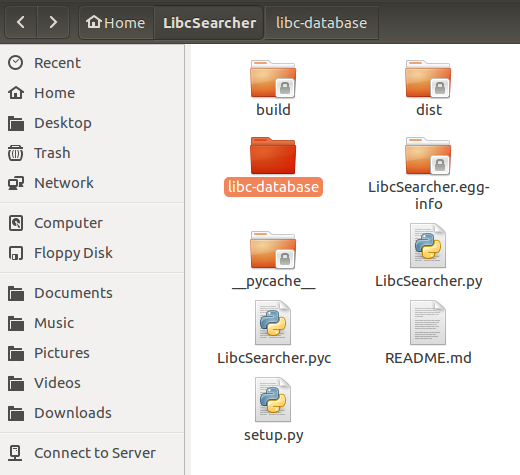 Home
LibcSearcher
libc-database
Recent
Home
Desktop
Trash
Network
Computer
Floppy Disk
Documents
Music
Pictures
Videos
Downloads
Connect to Server
build
dist
libc-database
LibcSearcher.egg-
info
__pycache__
LibcSearcher.py
LibcSearcher.pyc
README.md
setup.py